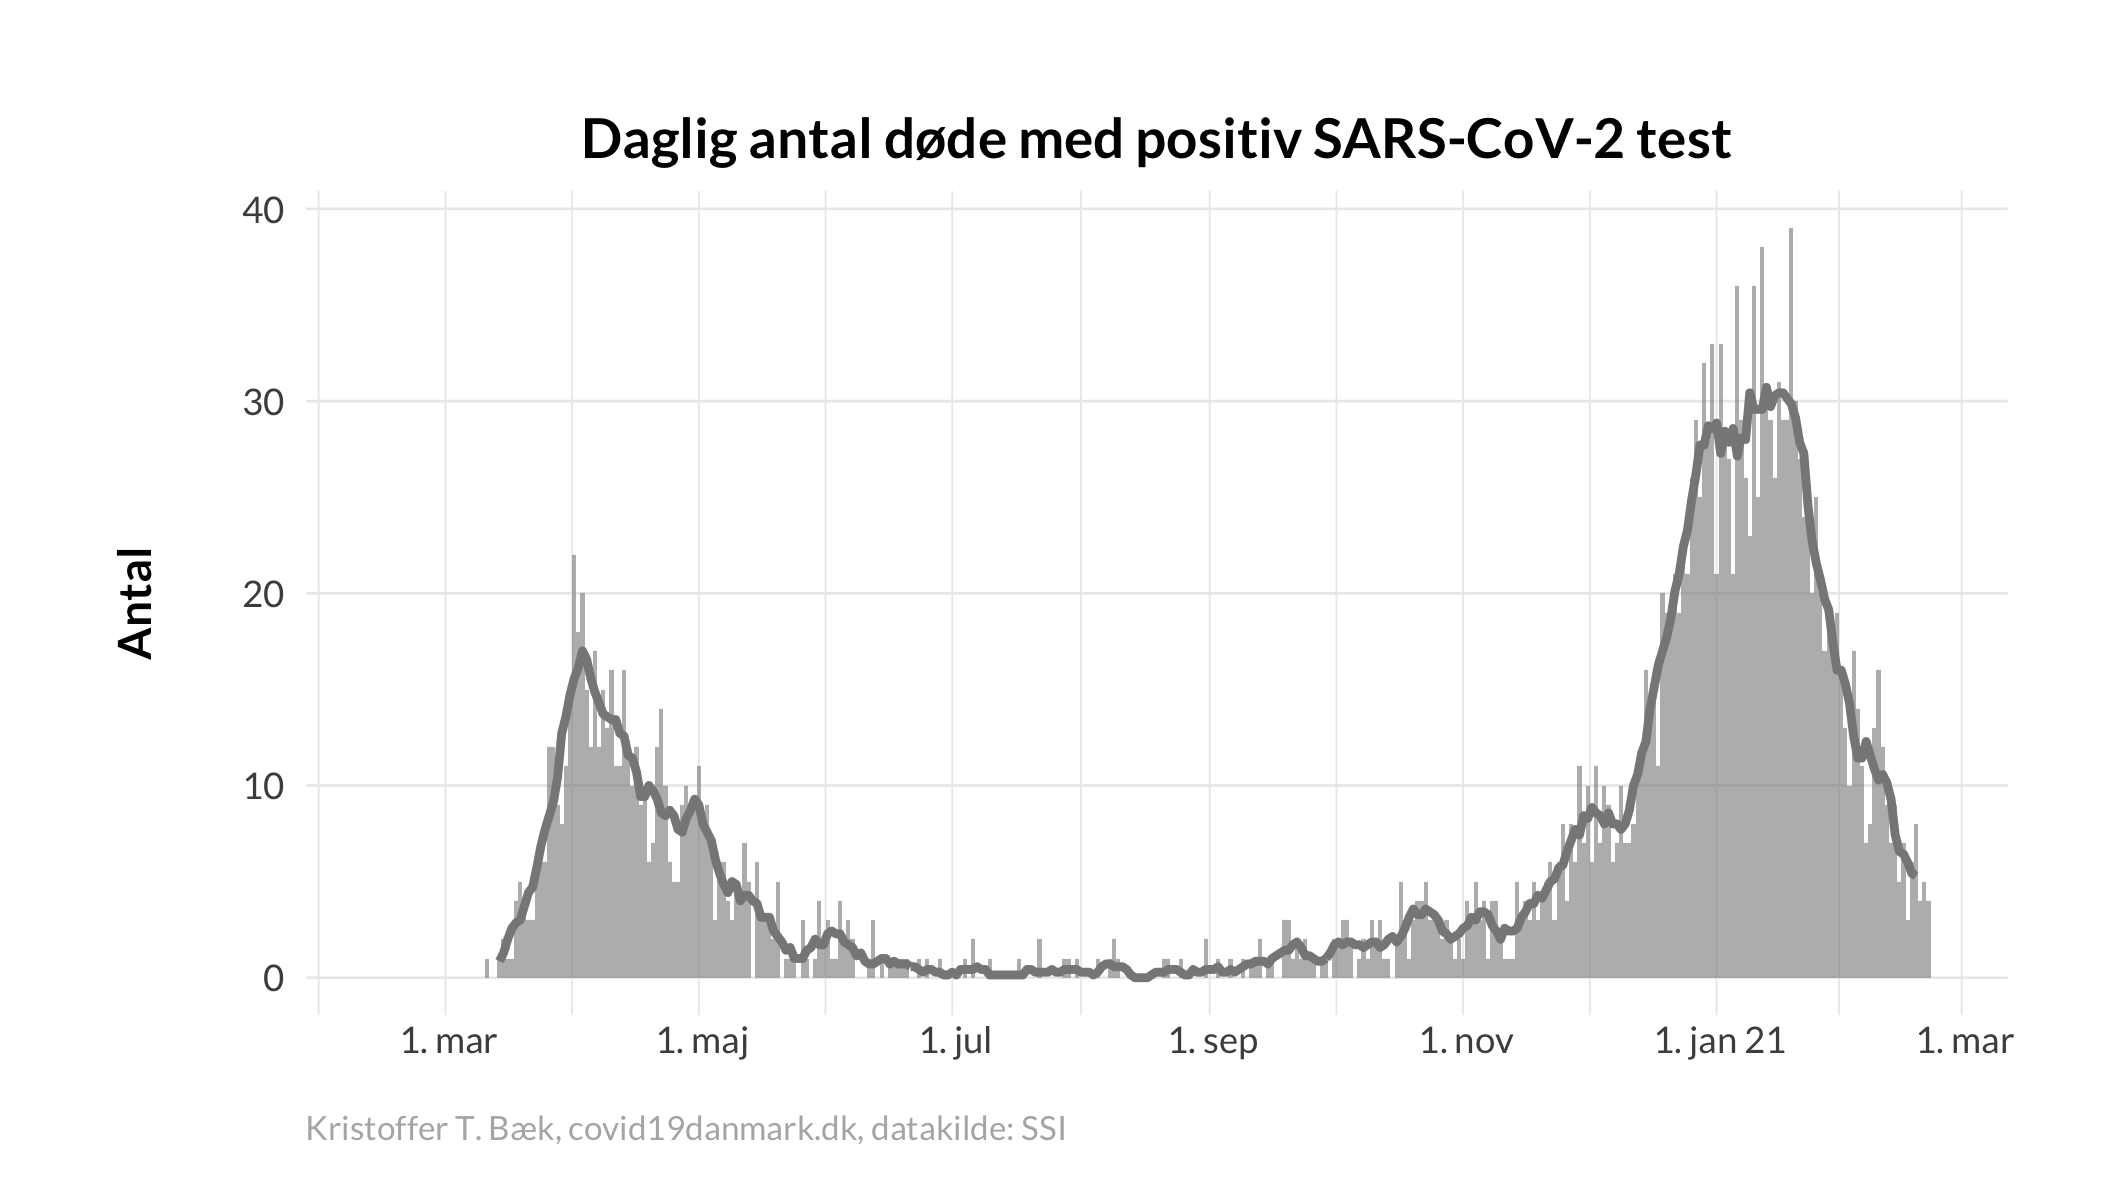 Daglig antal døde med positiv SARS-CoV-2 test
Antal
40
30
20
10
0
1. mar
1. maj
1. jul
1. sep
1. nov
1. jan 21
1. mar
Kristoffer T. Bæk, covid19danmark.dk, datakilde: SSI